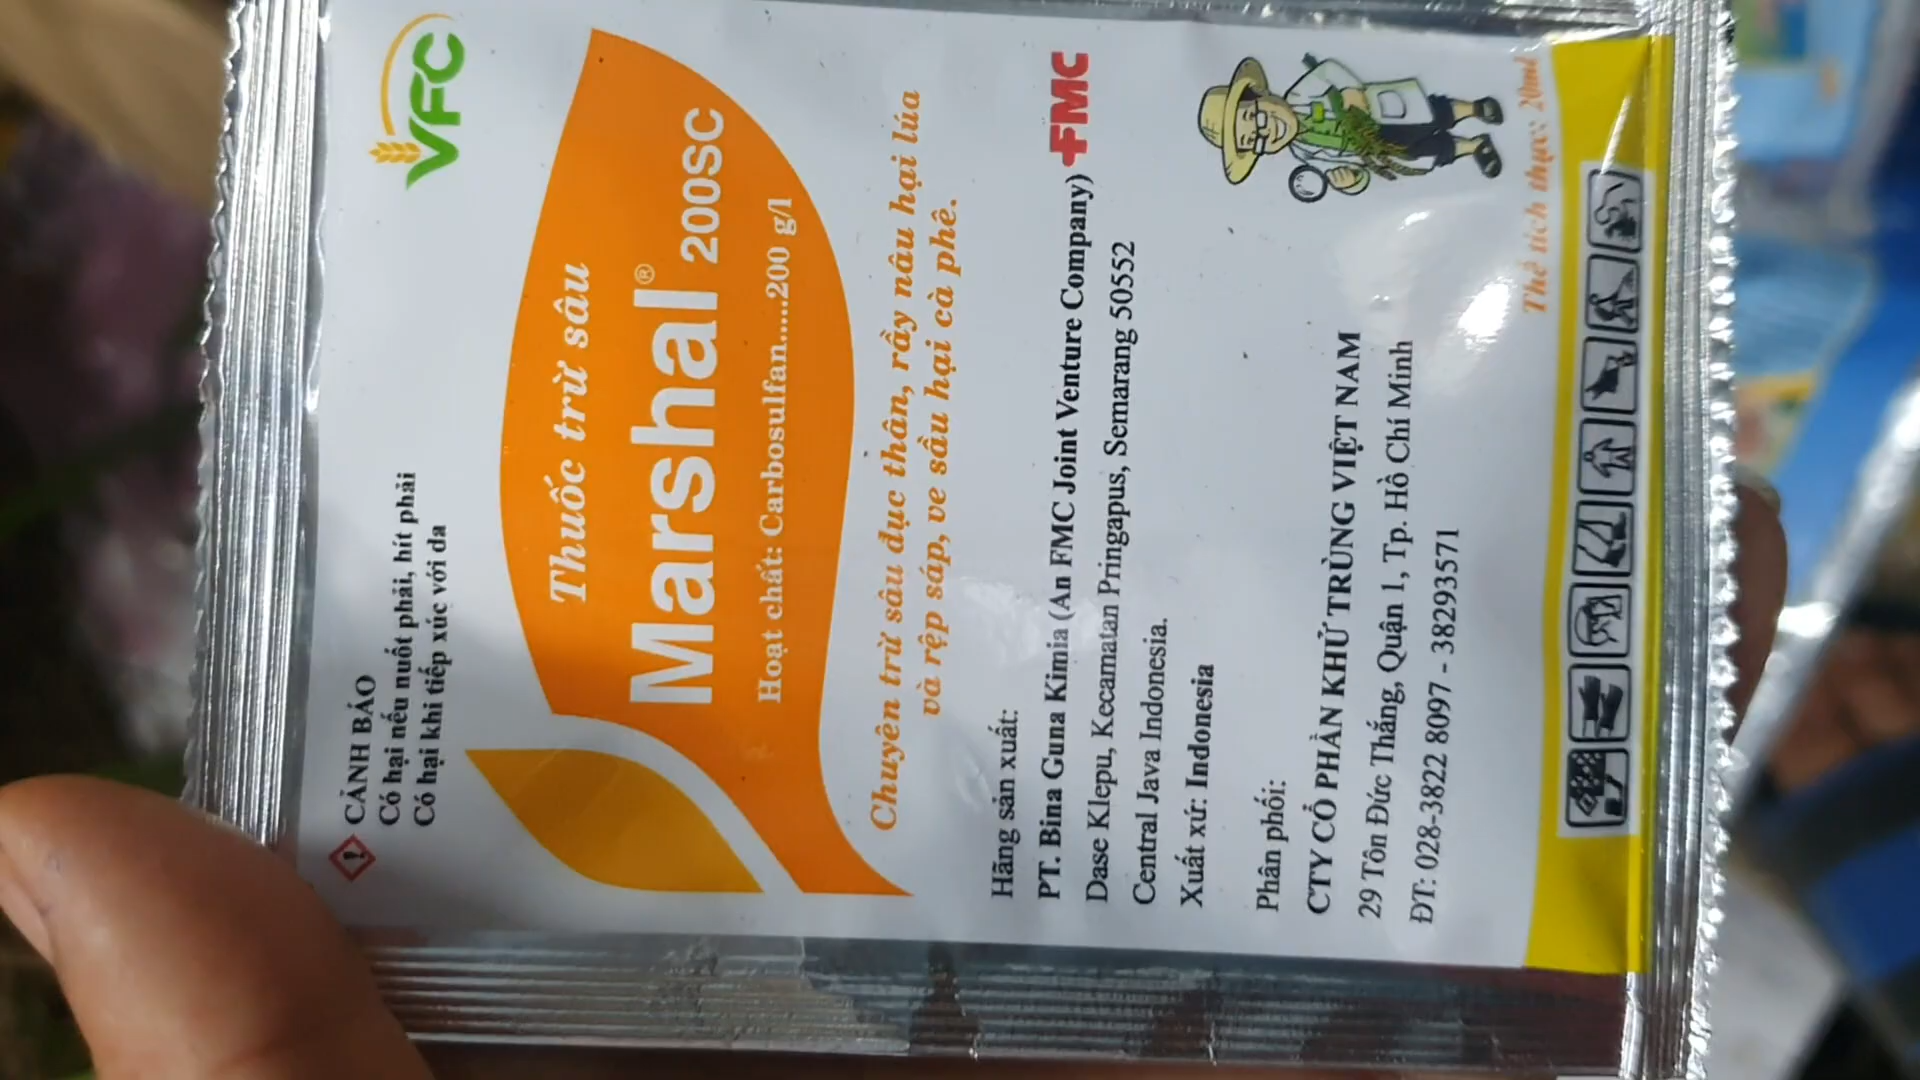 VFC
CẢNH BÁO
Có hại nếu nuốt phải, hít phải
Có hại khi tiếp xúc với da
Thuốc trừ sâu
Marshal® 200SC
Hoạt chất: Carbosulfan.....200 g/l
Chuyên trừ sâu đục thân, rầy nâu hại lúa
và rệp sáp, ve sầu hại cà phê.
Hãng sản xuất:
PT. Bina Guna Kimia (An FMC Joint Venture Company) FMC
Dase Klepu, Kecamatan Pringapus, Semarang 50552
Central Java Indonesia.
Xuất xứ: Indonesia
Phân phối:
CTY CỔ PHẦN KHỬ TRÙNG VIỆT NAM
29 Tôn Đức Thắng, Quận 1, Tp. Hồ Chí Minh
ĐT: 028-3822 8097 - 38293571
Thể tích thực: 20ml